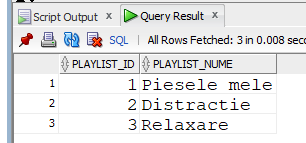 Script Output Query Result
SQL All Rows Fetched: 3 in 0.008 seco
PLAYLIST_ID PLAYLIST_NUME
1 1 Piesele mele
2 2 Distractie
3 3 Relaxare